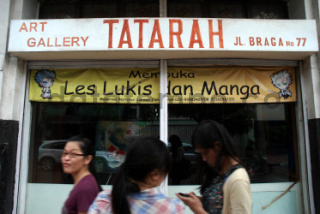 ART
GALLERY
TATARAH
JL. BRAGA No 77
Membuka
Les Lukis dan Manga